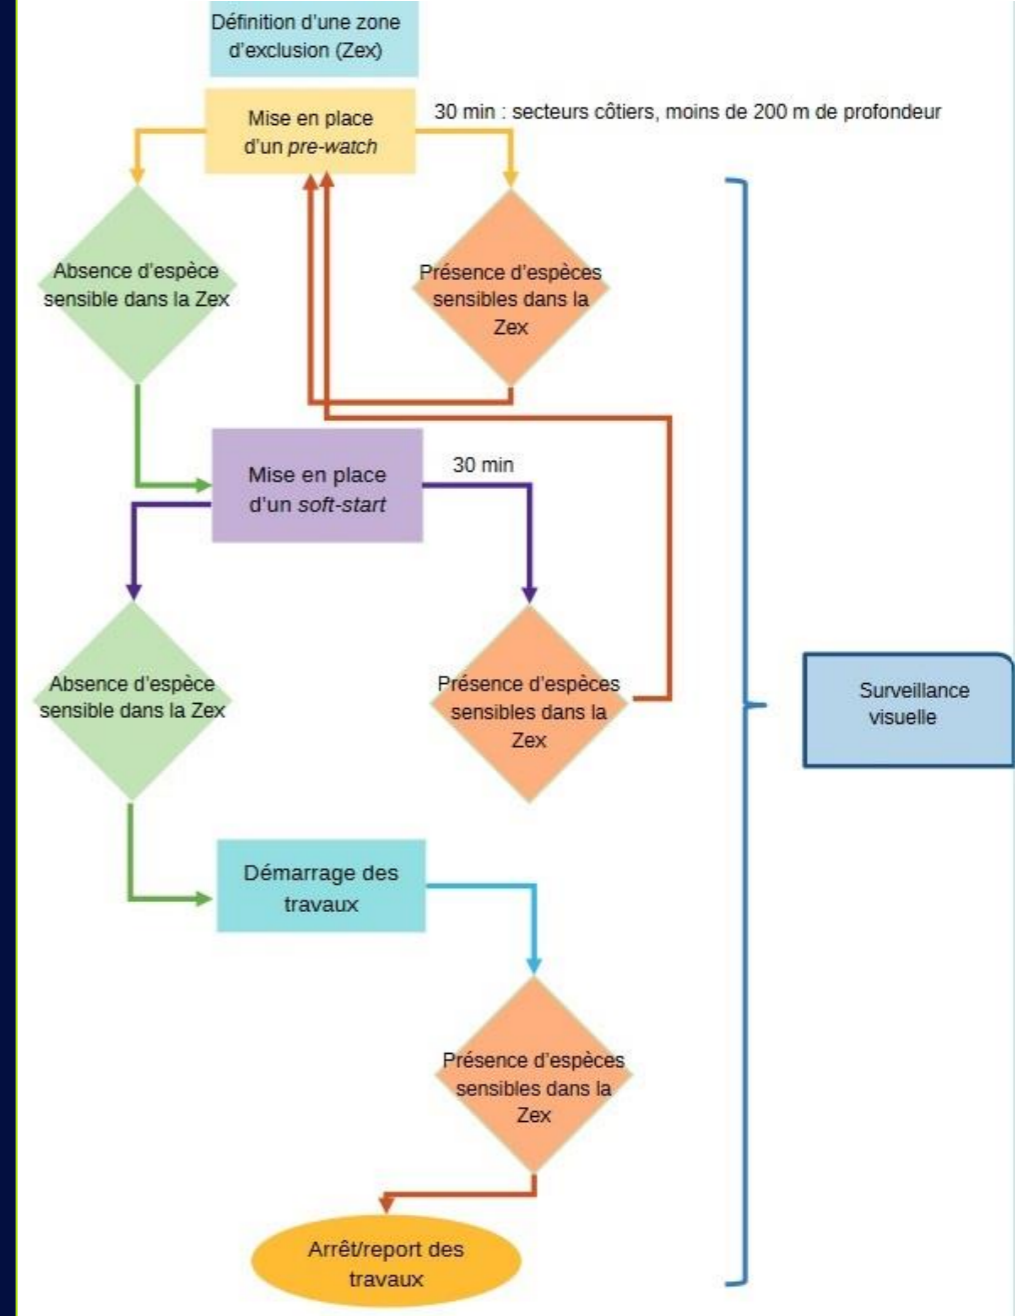 Définition d'une zone
d'exclusion (Zex)
Mise en place
d'un pre-watch
30 min : secteurs côtiers, moins de 200 m de profondeur
Absence d'espèce
sensible dans la Zex
Présence d'espèces
sensibles dans la
Zex
Mise en place
d'un soft-start
30 min
Absence d'espèce
sensible dans la Zex
Présence d'espèces
sensibles dans la
Zex
Surveillance
visuelle
Démarrage des
travaux
Présence d'espèces
sensibles dans la
Zex
Arrêt/report des
travaux